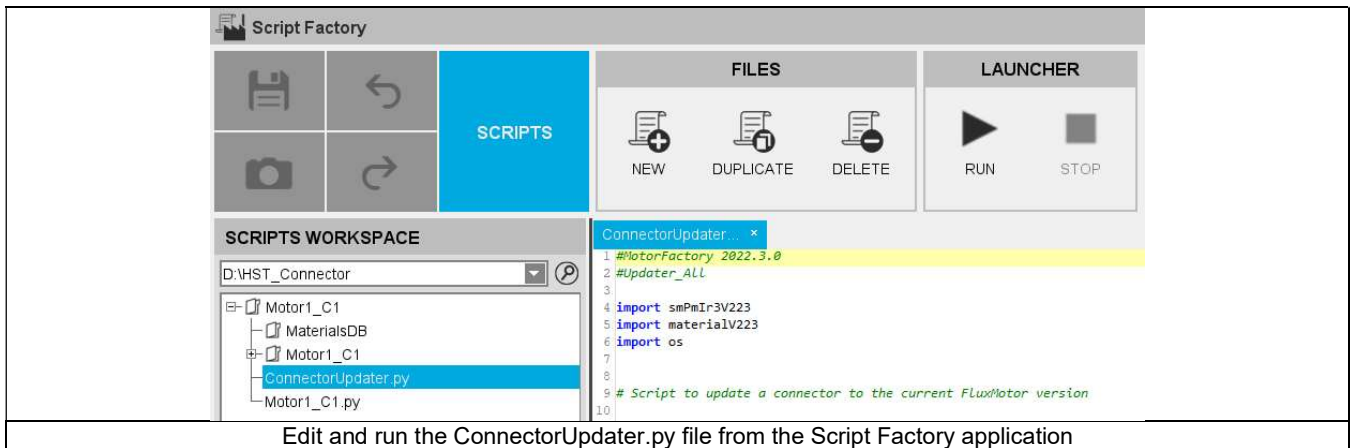 Script Factory
SCRIPTS
FILES
NEW DUPLICATE DELETE
LAUNCHER
RUN STOP
SCRIPTS WORKSPACE
D:\HST_Connector
Motor1_C1
MaterialsDB
Motor1_C1
ConnectorUpdater.py
Motor1_C1.py
ConnectorUpdater... ×
1 #MotorFactory 2022.3.0
2 #Updater_All
3
4 import smPmIr3V223
5 import materialV223
6 import os
7
8
9 # Script to update a connector to the current FluxMotor version
10
Edit and run the ConnectorUpdater.py file from the Script Factory application